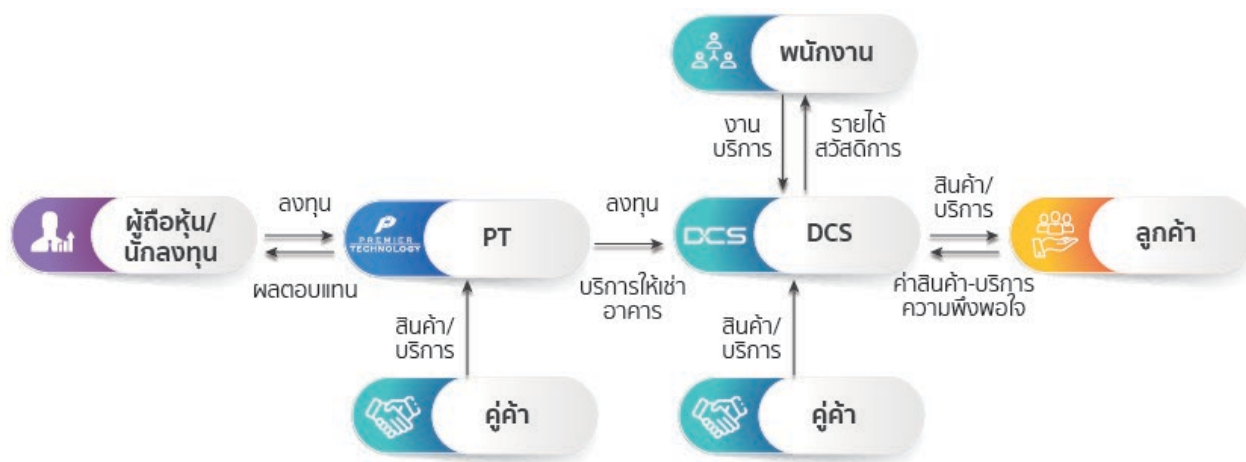 พนักงาน
งาน
บริการ
รายได้
สวัสดิการ
ผู้ถือหุ้น/
นักลงทุน
ลงทุน
ผลตอบแทน
PREMIER
TECHNOLOGY
PT
ลงทุน
บริการให้เช่า
อาคาร
DCS
DCS
สินค้า/
บริการ
ค่าสินค้า-บริการ
ความพึงพอใจ
ลูกค้า
สินค้า/
บริการ
สินค้า/
บริการ
คู่ค้า
คู่ค้า